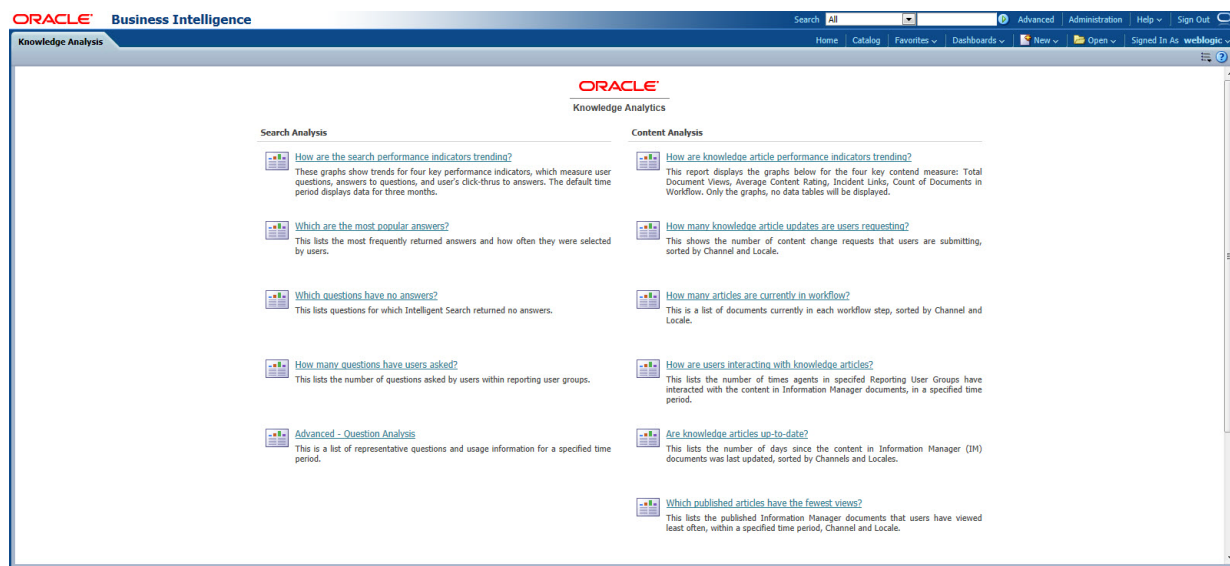 ORACLE Business Intelligence
Search All Advanced Administration Help Sign Out
Knowledge Analysis
Home Catalog Favorites Dashboards New Open Signed In As weblogic
ORACLE
Knowledge Analytics
Search Analysis
How are the search performance indicators trending?
These graphs show trends for four key performance indicators, which measure user
questions, answers to questions, and user's click-thrus to answers. The default time
period displays data for three months.
Which are the most popular answers?
This lists the most frequently returned answers and how often they were selected
by users.
Which questions have no answers?
This lists questions for which Intelligent Search returned no answers.
How many questions have users asked?
This lists the number of questions asked by users within reporting user groups.
Advanced - Question Analysis
This is a list of representative questions and usage information for a specified time
period.
Content Analysis
How are knowledge article performance indicators trending?
This report displays the graphs below for the four key contend measure: Total
Document Views, Average Content Rating, Incident Links, Count of Documents in
Workflow. Only the graphs, no data tables will be displayed.
How many knowledge article updates are users requesting?
This shows the number of content change requests that users are submitting,
sorted by Channel and Locale.
How many articles are currently in workflow?
This is a list of documents currently in each workflow step, sorted by Channel and
Locale.
How are users interacting with knowledge articles?
This lists the number of times agents in specifed Reporting User Groups have
interacted with the content in Information Manager documents, in a specified time
period.
Are knowledge articles up-to-date?
This lists the number of days since the content in Information Manager (IM)
documents was last updated, sorted by Channels and Locales.
Which published articles have the fewest views?
This lists the published Information Manager documents that users have viewed
least often, within a specified time period, Channel and Locale.